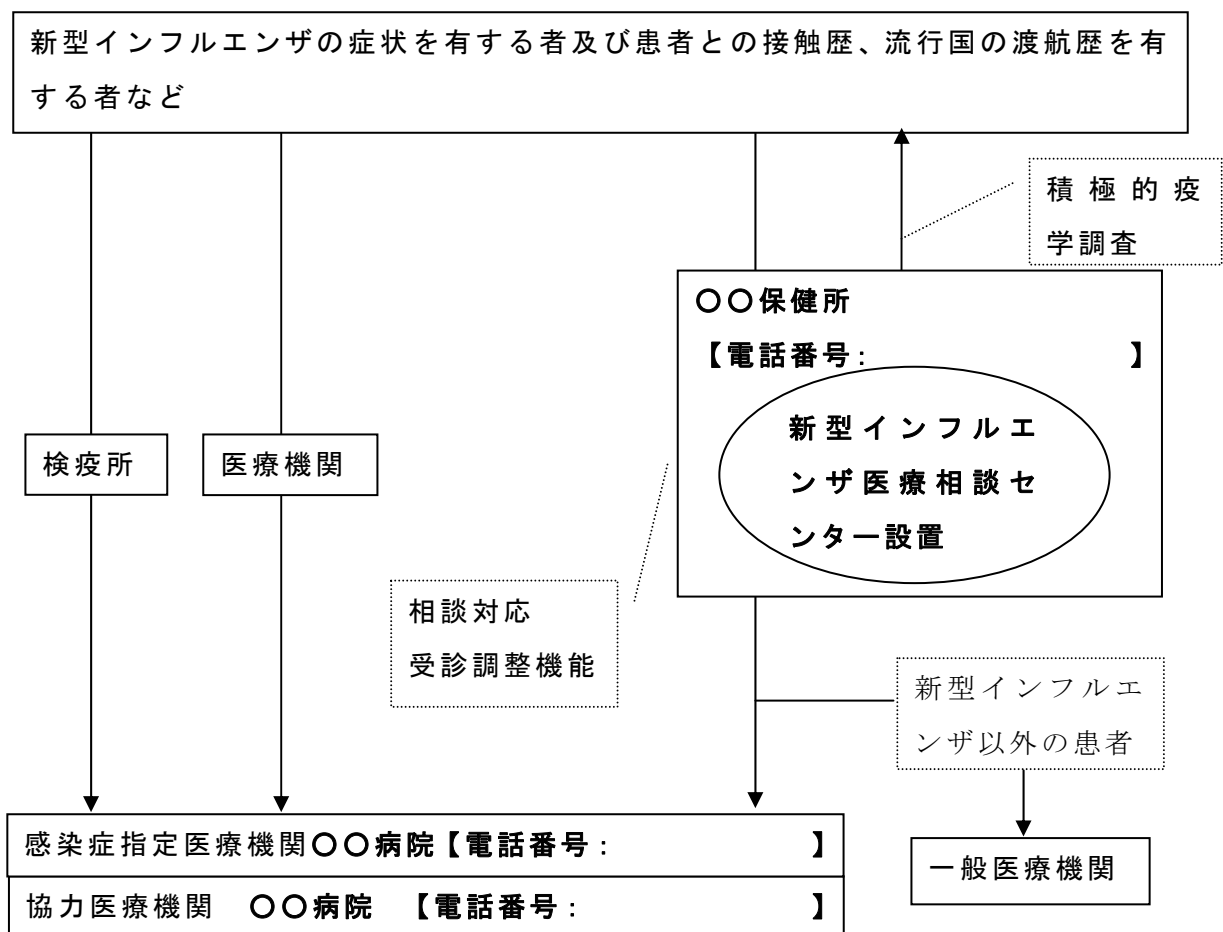 新型インフルエンザの症状を有する者及び患者との接触歴、流行国の渡航歴を有
する者など
積極的疫
学調査
〇〇保健所
【電話番号: 】
新型インフルエ
ンザ医療相談セ
ンター設置
検疫所
医療機関
相談対応
受診調整機能
新型インフルエ
ンザ以外の患者
感染症指定医療機関〇〇病院【電話番号: 】
協力医療機関 〇〇病院 【電話番号: 】
一般医療機関